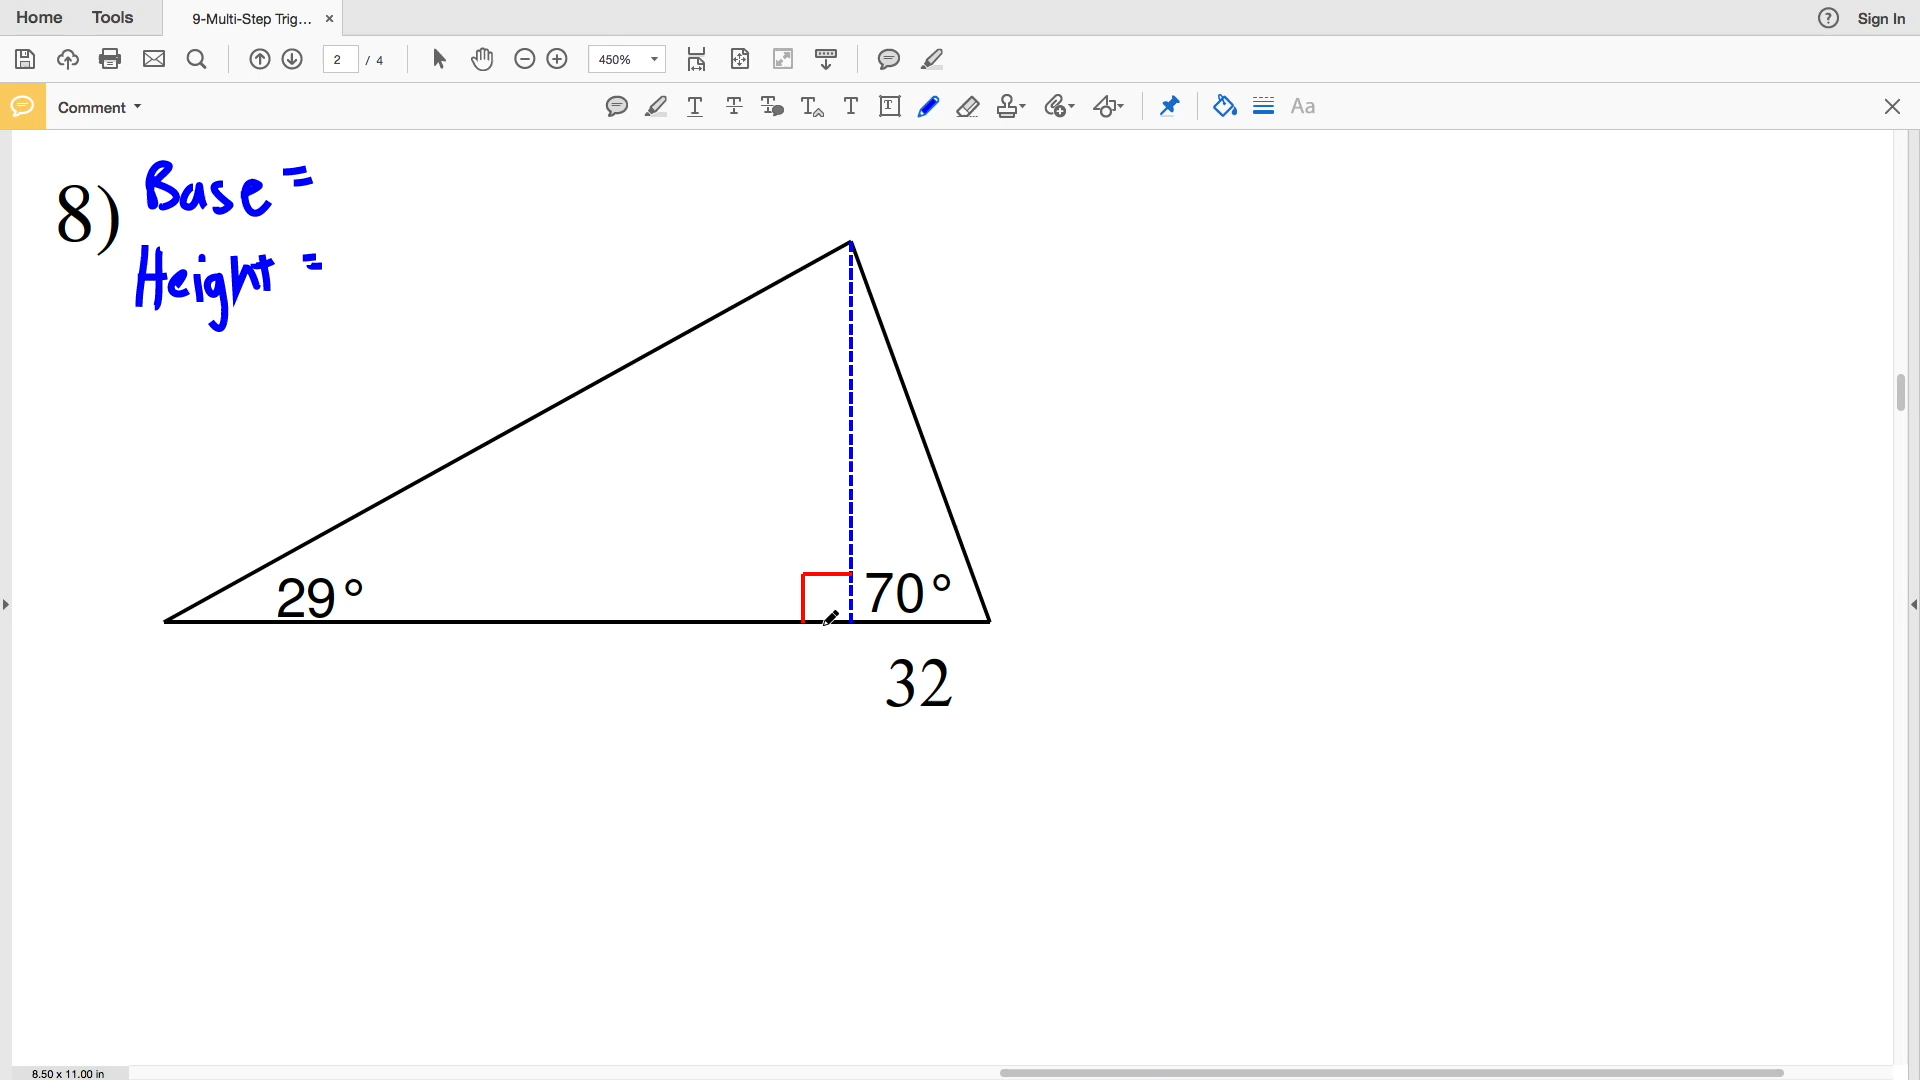 Home Tools 9-Multi-Step Trig... × ? Sign In
2 / 4 450%
Comment T T T T T T Aa
8) Base =
Height =
29° 70°
32
8.50 x 11.00 in